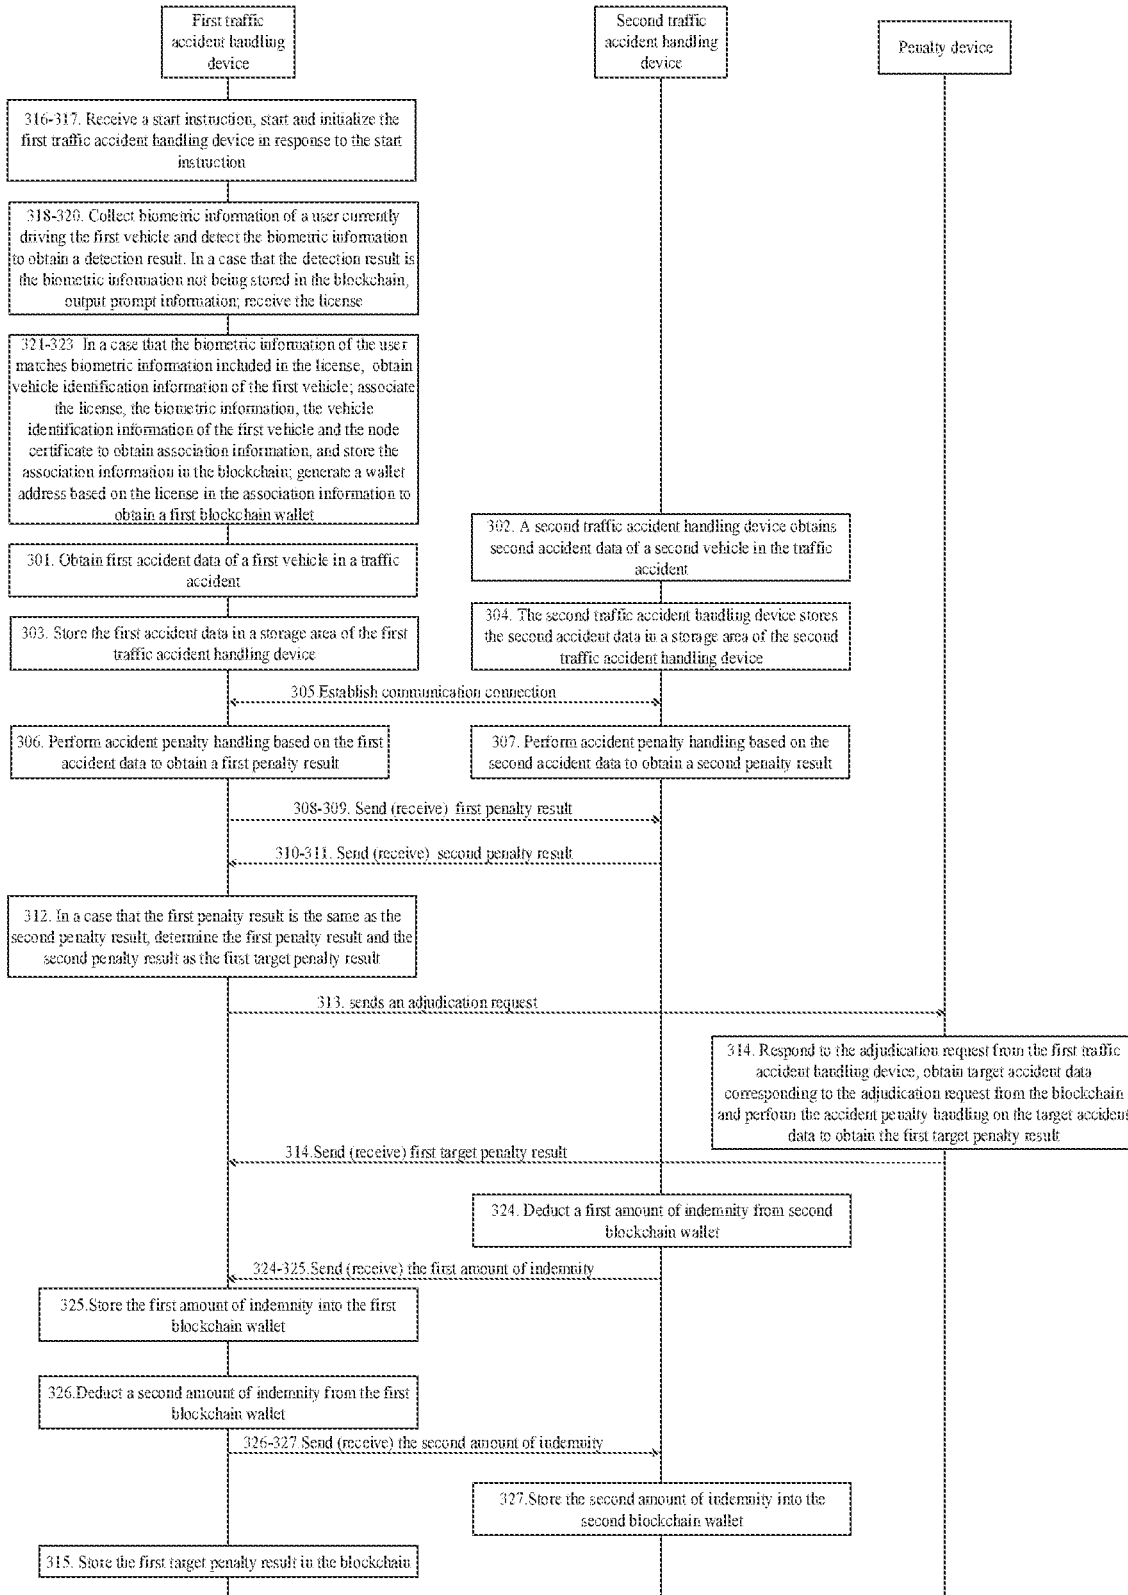 First traffic
accident handling
device
Second traffic
accident handling
device
Penalty device
316-317. Receive a start instruction, start and initialize the
first traffic accident handling device in response to the start
instruction
318-320. Collect biometric information of a user currently
driving the first vehicle and detect the biometric information
to obtain a detection result. In a case that the detection result is
the biometric information not being stored in the blockchain,
output prompt information; receive the license
321-323 In a case that the biometric information of the user
matches biometric information included in the license, obtain
vehicle identification information of the first vehicle; associate
the license, the biometric information, the vehicle
identification information of the first vehicle and the node
certificate to obtain association information, and store the
association information in the blockchain; generate a wallet
address based on the license in the association information to
obtain a first blockchain wallet
302. A second traffic accident handling device obtains
second accident data of a second vehicle in the traffic
accident
301. Obtain first accident data of a first vehicle in a traffic
accident
304. The second traffic accident handling device stores
the second accident data in a storage area of the second
traffic accident handling device
303. Store the first accident data in a storage area of the first
traffic accident handling device
305.Establish communication connection
306. Perform accident penalty handling based on the first
accident data to obtain a first penalty result
307. Perform accident penalty handling based on the
second accident data to obtain a second penalty result
308-309. Send (receive) first penalty result
310-311. Send (receive) second penalty result
312. In a case that the first penalty result is the same as the
second penalty result, determine the first penalty result and the
second penalty result as the first target penalty result
313. sends an adjudication request
314. Respond to the adjudication request from the first traffic
accident handling device, obtain target accident data
corresponding to the adjudication request from the blockchain
and perform the accident penalty handling on the target accident
data to obtain the first target penalty result
314.Send (receive) first target penalty result
324. Deduct a first amount of indemnity from second
blockchain wallet
324-325.Send (receive) the first amount of indemnity
325.Store the first amount of indemnity into the first
blockchain wallet
326.Deduct a second amount of indemnity from the first
blockchain wallet
326-327.Send (receive) the second amount of indemnity
327.Store the second amount of indemnity into the
second blockchain wallet
315. Store the first target penalty result in the blockchain